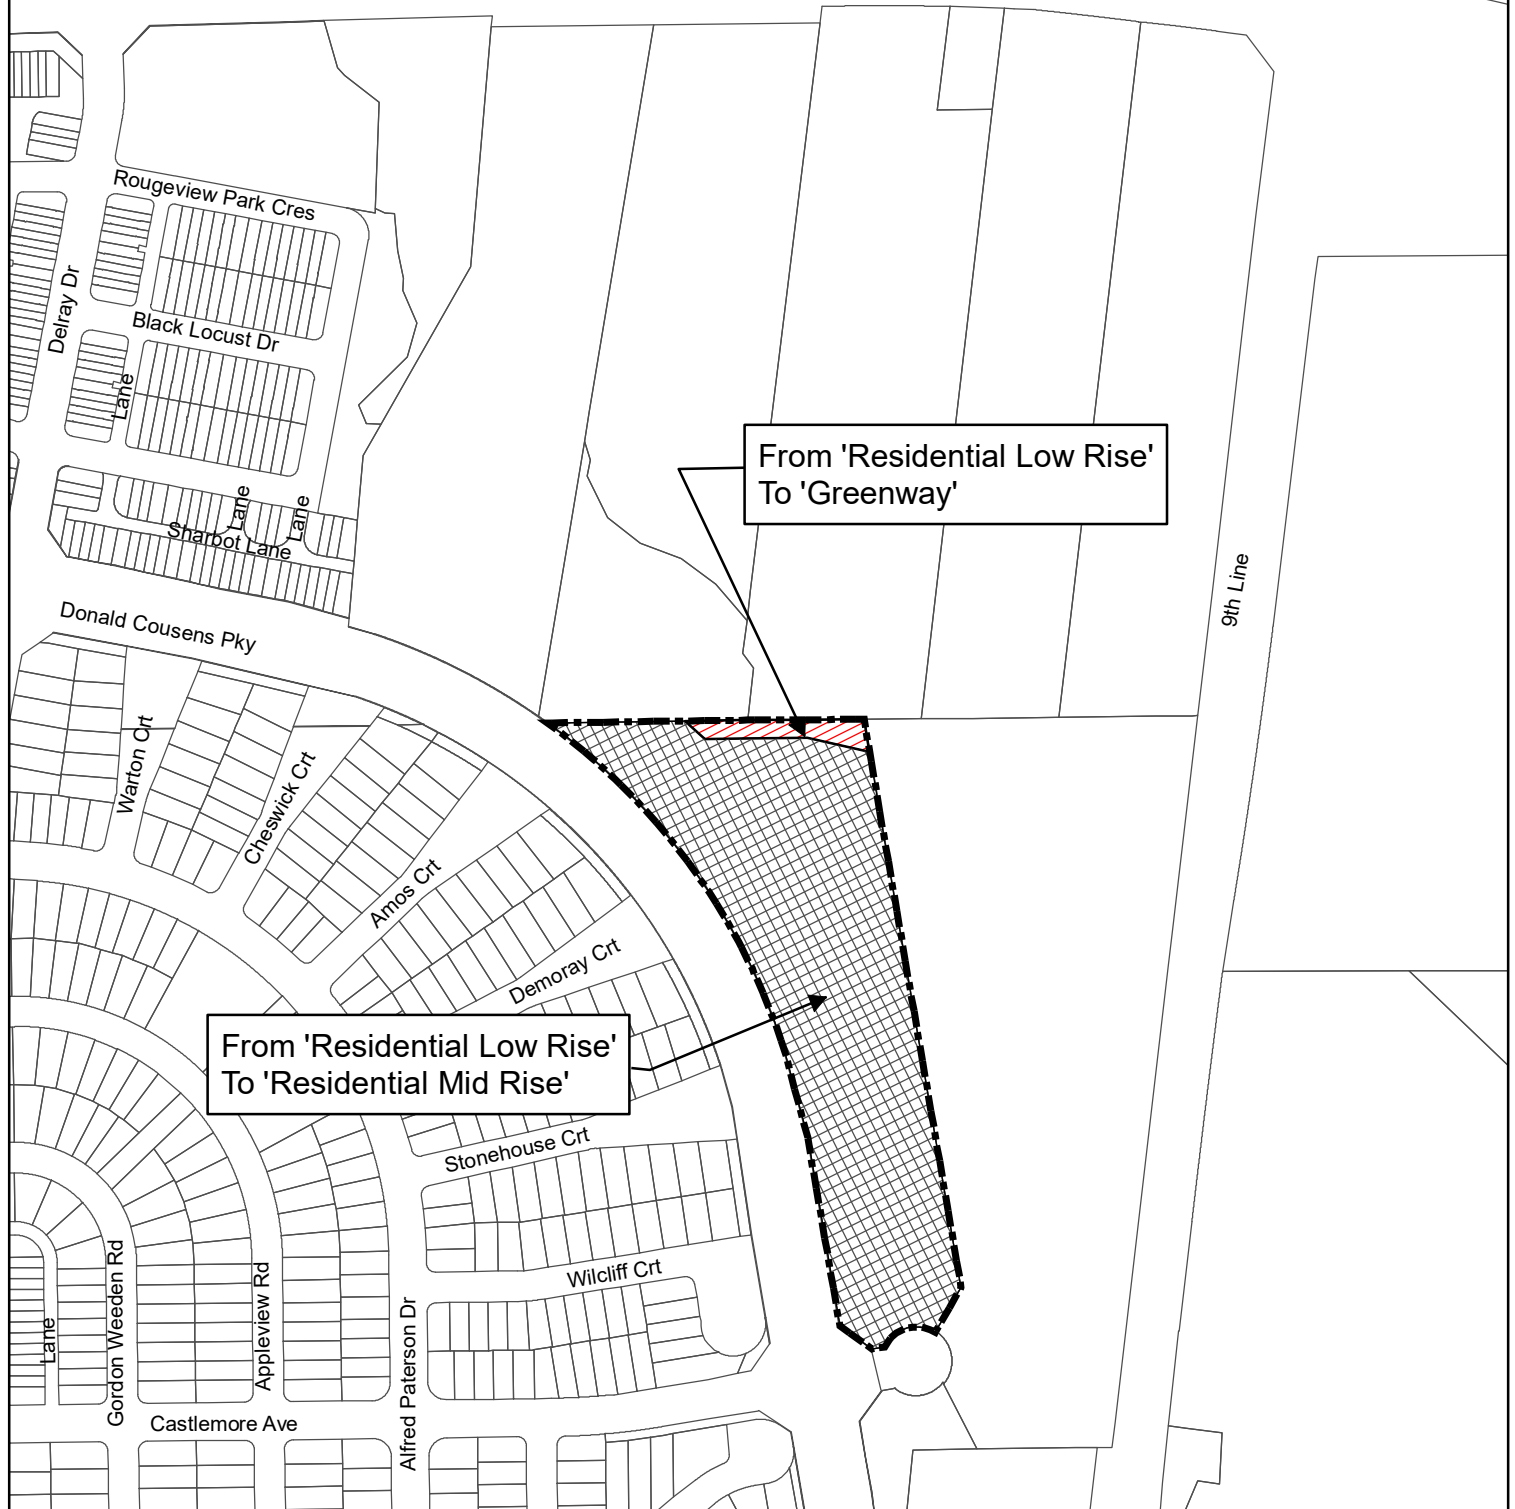 Rougeview Park Cres
Delray Dr
Black Locust Dr
Lane
From 'Residential Low Rise'
To 'Greenway'
Lane
Lane
Sharbot Lane
9th Line
Donald Cousens Pky
Warton Crt
Cheswick Crt
Amos Crt
Demoray Crt
From 'Residential Low Rise'
To 'Residential Mid Rise'
Stonehouse Crt
Wilcliff Crt
Lane
Gordon Weeden Rd
Appleview Rd
Alfred Paterson Dr
Castlemore Ave